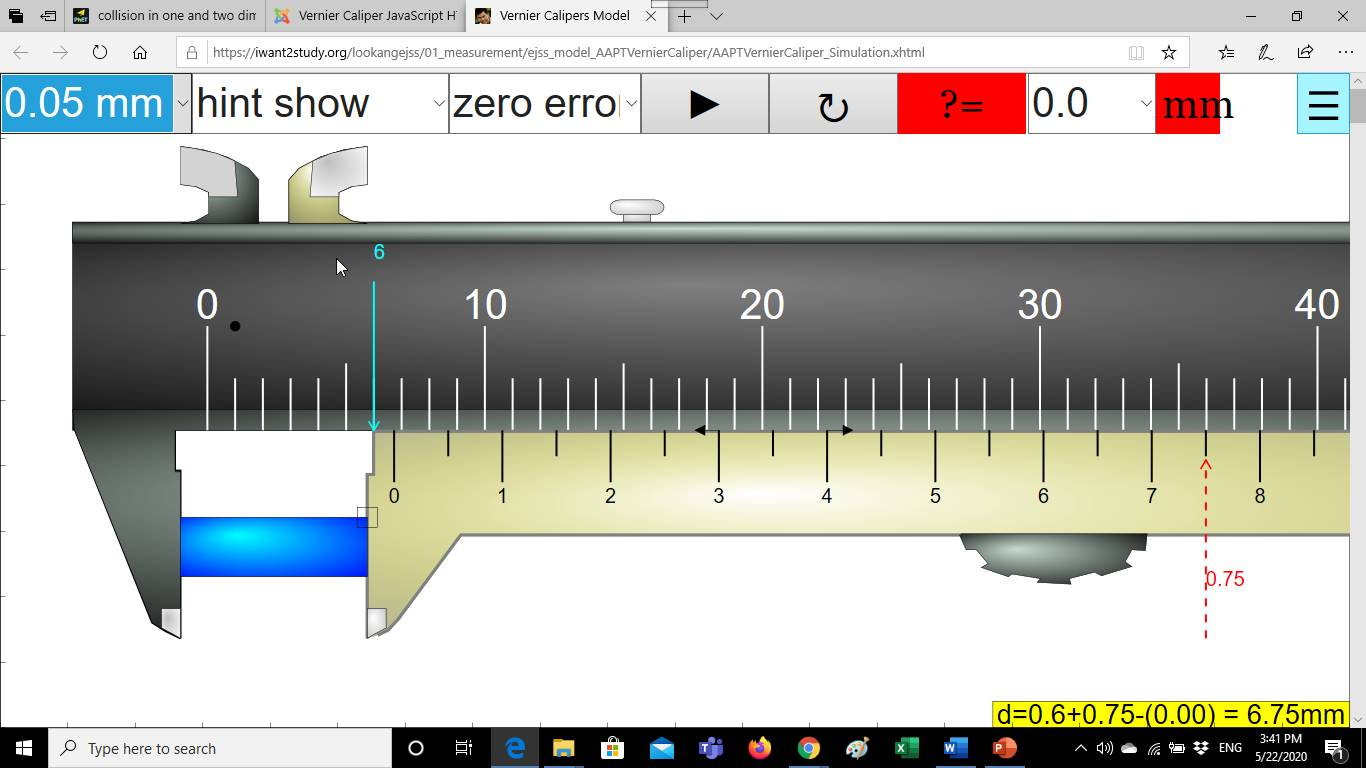 collision in one and two dim
Vernier Caliper JavaScript H
Vernier Calipers Model
https://iwant2study.org/lookangejss/01_measurement/ejss_model_AAPTVernierCaliper/AAPTVernierCaliper_Simulation.xhtml
0.05 mm hint show zero erro ?= 0.0 mm
6
0 10 20 30 40
0 1 2 3 4 5 6 7 8
0.75
d=0.6+0.75-(0.00) = 6.75mm
Type here to search
ENG
3:41 PM
5/22/2020
1